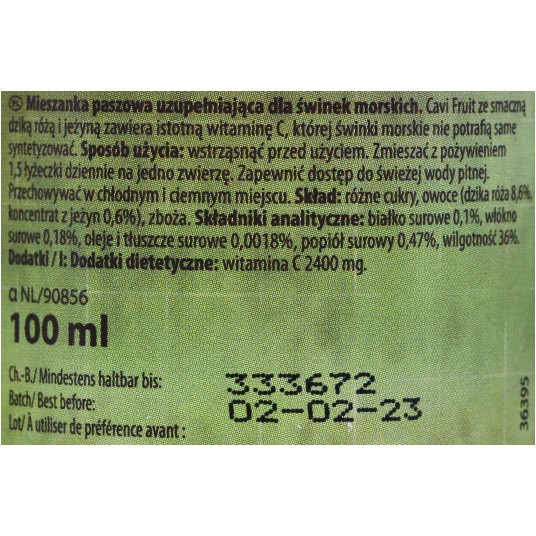 ® Mieszanka paszowa uzupełniająca dla świnek morskich. Cavi Fruit ze smaczną
dziką różą i jeżyną zawiera istotną witaminę C, której świnki morskie nie potrafią same
syntetyzować. Sposób użycia: wstrząsnąć przed użyciem. Zmieszać z pożywieniem
1,5 łyżeczki dziennie na jedno zwierzę. Zapewnić dostęp do świeżej wody pitnej.
Przechowywać w chłodnym i ciemnym miejscu. Skład: różne cukry, owoce (dzika róża 8,6%,
koncentrat z jeżyn 0,6%), zboża. Składniki analityczne: białko surowe 0,1%, włókno
surowe 0,18%, oleje i tłuszcze surowe 0,0018%, popiół surowy 0,47%, wilgotność 36%.
Dodatki / l: Dodatki dietetyczne: witamina C 2400 mg.
α NL/90856
100 ml
Ch.-B./ Mindestens haltbar bis:
Batch/ Best before:
Lot/ À utiliser de préférence avant :
333672
02-02-23
36395